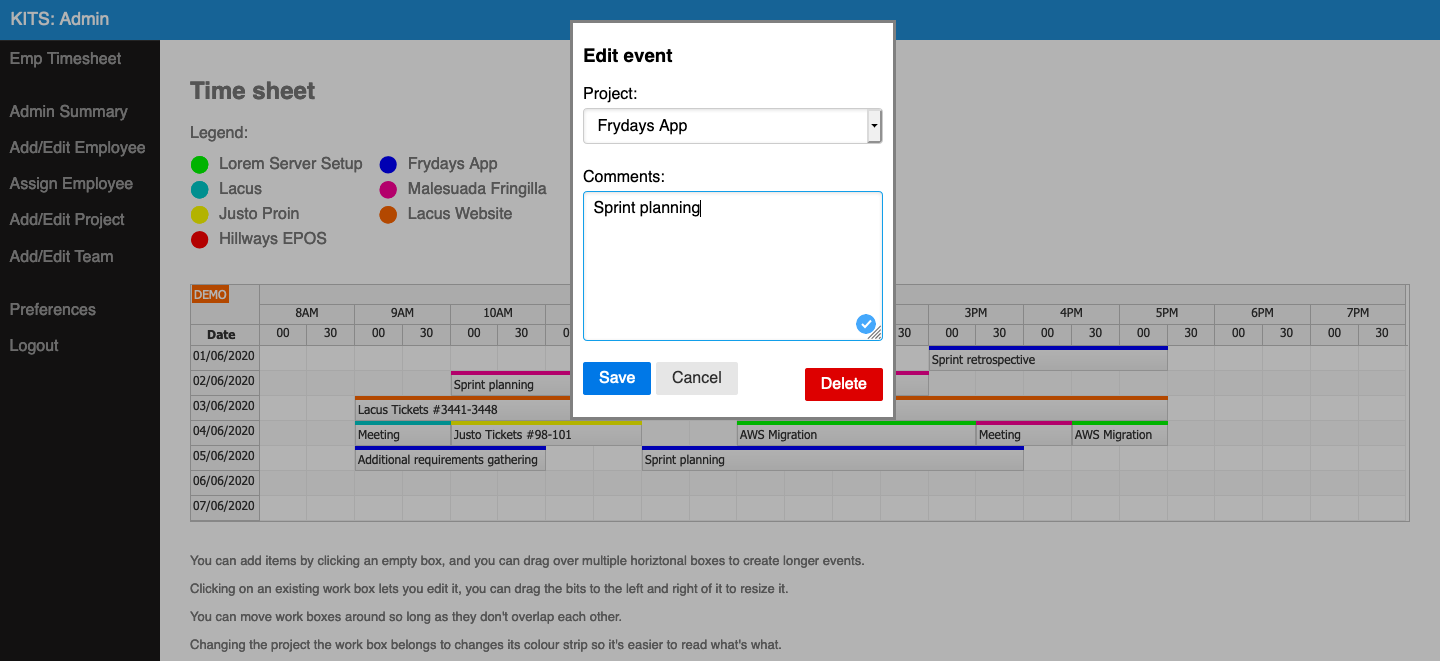 KITS: Admin
Emp Timesheet
Admin Summary
Add/Edit Employee
Assign Employee
Add/Edit Project
Add/Edit Team
Preferences
Logout
Time sheet
Legend:
Lorem Server Setup Frydays App
Lacus Malesuada Fringilla
Justo Proin Lacus Website
Hillways EPOS
Edit event
Project:
Frydays App
Comments:
Sprint planning
Save Cancel Delete
DEMO
8AM 9AM 10AM 3PM 4PM 5PM 6PM 7PM
Date 00 30 00 30 00 30 30 00 30 00 30 00 30 00 30 00 30
01/06/2020 Sprint retrospective
02/06/2020 Sprint planning
03/06/2020 Lacus Tickets #3441-3448
04/06/2020 Meeting Justo Tickets #98-101 AWS Migration Meeting AWS Migration
05/06/2020 Additional requirements gathering Sprint planning
06/06/2020
07/06/2020
You can add items by clicking an empty box, and you can drag over multiple horiztonal boxes to create longer events.
Clicking on an existing work box lets you edit it, you can drag the bits to the left and right of it to resize it.
You can move work boxes around so long as they don't overlap each other.
Changing the project the work box belongs to changes its colour strip so it's easier to read what's what.